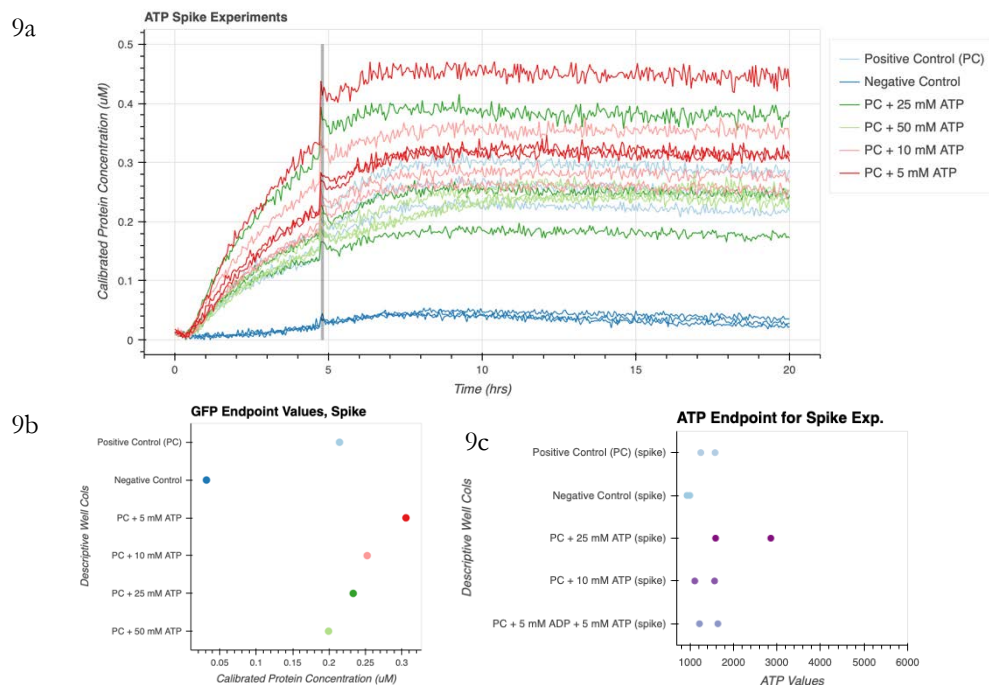 9a
ATP Spike Experiments
0.5
0.4
0.3
0.2
0.1
0
Calibrated Protein Concentration (uM)
0 5 10 15 20
Time (hrs)
Positive Control (PC)
Negative Control
PC + 25 mM ATP
PC + 50 mM ATP
PC + 10 mM ATP
PC + 5 mM ATP
9b
GFP Endpoint Values, Spike
Descriptive Well Cols
Positive Control (PC)
Negative Control
PC + 5 mM ATP
PC + 10 mM ATP
PC + 25 mM ATP
PC + 50 mM ATP
0.05 0.1 0.15 0.2 0.25 0.3
Calibrated Protein Concentration (uM)
9c
ATP Endpoint for Spike Exp.
Descriptive Well Cols
Positive Control (PC) (spike)
Negative Control (spike)
PC + 25 mM ATP (spike)
PC + 10 mM ATP (spike)
PC + 5 mM ADP + 5 mM ATP (spike)
1000 2000 3000 4000 5000 6000
ATP Values